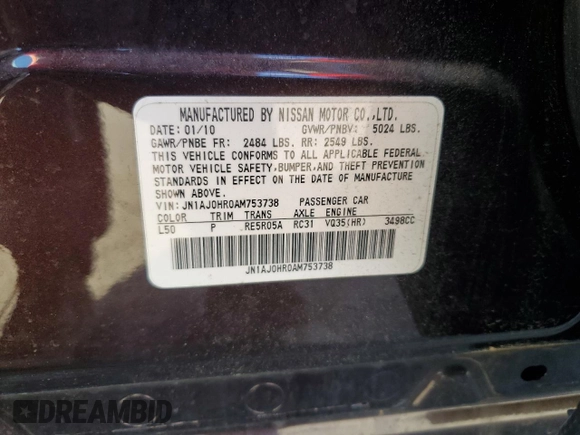 MANUFACTURED BY NISSAN MOTOR CO.,LTD.
DATE: 01/10 GVWR/PNBV: 5024 LBS.
GAWR/PNBE FR: 2484 LBS. RR: 2549 LBS.
THIS VEHICLE CONFORMS TO ALL APPLICABLE FEDERAL
MOTOR VEHICLE SAFETY,BUMPER,AND THEFT PREVENTION
STANDARDS IN EFFECT ON THE DATE OF MANUFACTURE
SHOWN ABOVE.
VIN: JN1AJ0HR0AM753738 PASSENGER CAR
COLOR TRIM TRANS AXLE ENGINE
L50 P RE5R05A RC31 VQ35(HR) 3498CC
JN1AJ0HR0AM753738
DREAMBID